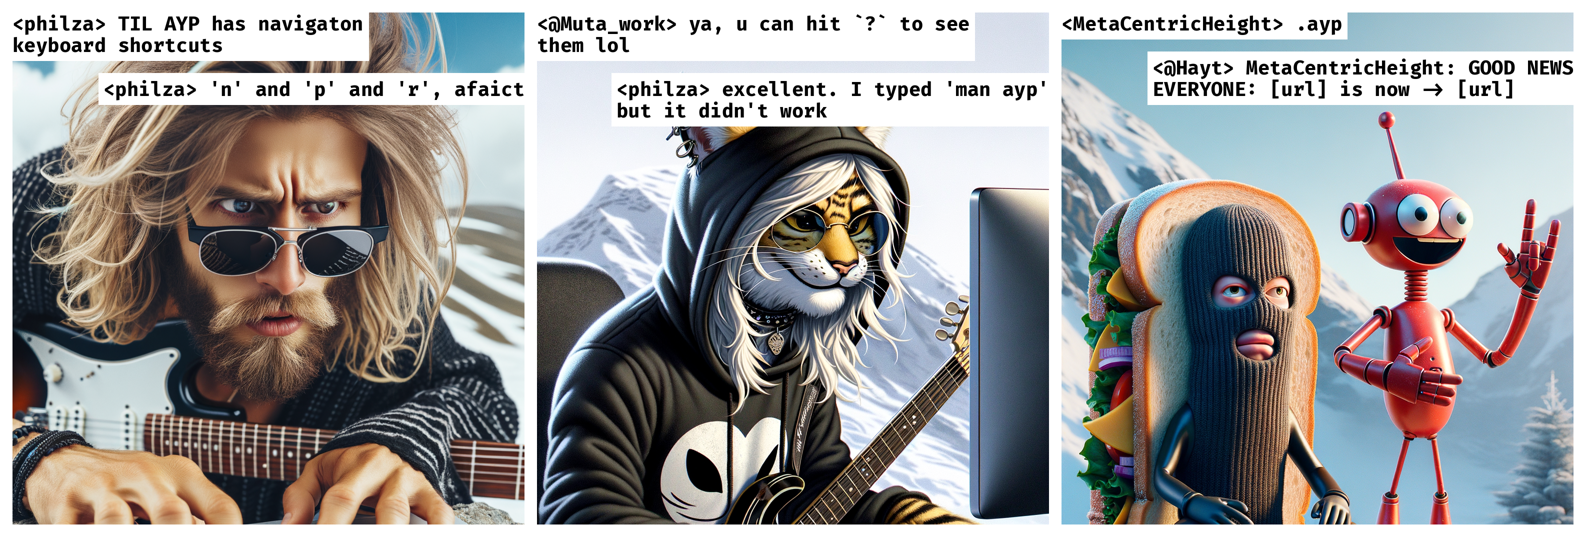 <philza> TIL AYP has navigaton
keyboard shortcuts
<philza> 'n' and 'p' and 'r', afaict
<@Muta_work> ya, u can hit `?` to see
them lol
<philza> excellent. I typed 'man ayp'
but it didn't work
<MetaCentricHeight> .ayp
<@Hayt> MetaCentricHeight: GOOD NEWS
EVERYONE: [url] is now → [url]